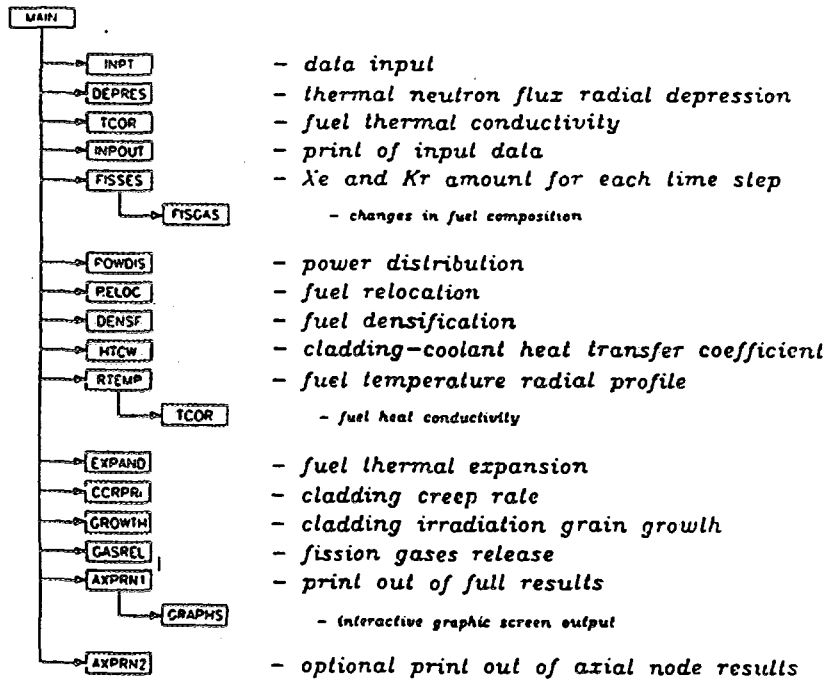 MAIN
INPT - data input
DEPRES - thermal neutron flux radial depression
TCOR - fuel thermal conductivity
INPOUT - print of input data
FISSES - Xe and Kr amount for each time step
FISGAS - changes in fuel composition
POWDIS - power distribution
RELOC - fuel relocation
DENSF - fuel densification
HTCW - cladding-coolant heat transfer coefficient
RTEMP - fuel temperature radial profile
TCOR - fuel heat conductivity
EXPAND - fuel thermal expansion
CCRPR - cladding creep rate
GROWTH - cladding irradiation grain growth
GASREL - fission gases release
AXPRN1 - print out of full results
GRAPHS - interactive graphic screen output
AXPRN2 - optional print out of axial node results